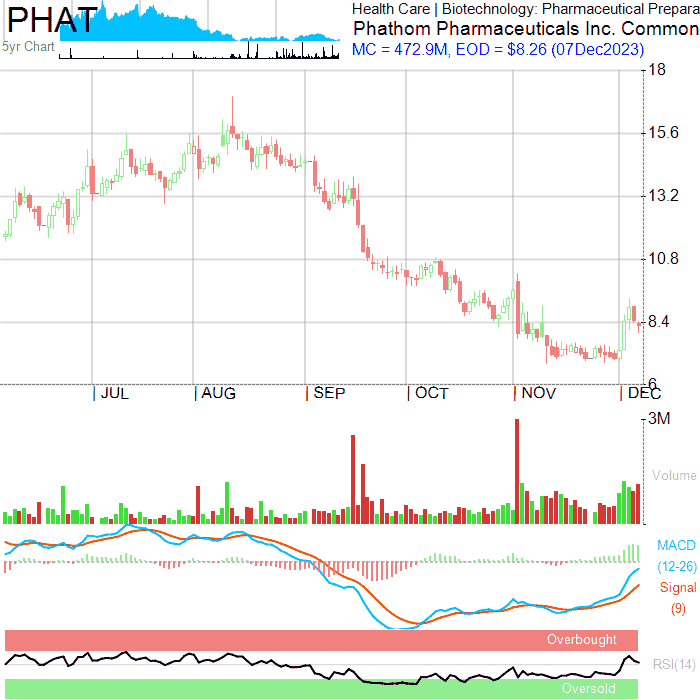 PHAT
5yr Chart
Health Care | Biotechnology: Pharmaceutical Prepara
Phathom Pharmaceuticals Inc. Common
MC = 472.9M, EOD = $8.26 (07Dec2023)
18
15.6
13.2
10.8
8.4
6
JUL
AUG
SEP
OCT
NOV
DEC
3M
Volume
MACD
(12-26)
Signal
(9)
Overbought
RSI(14)
Oversold